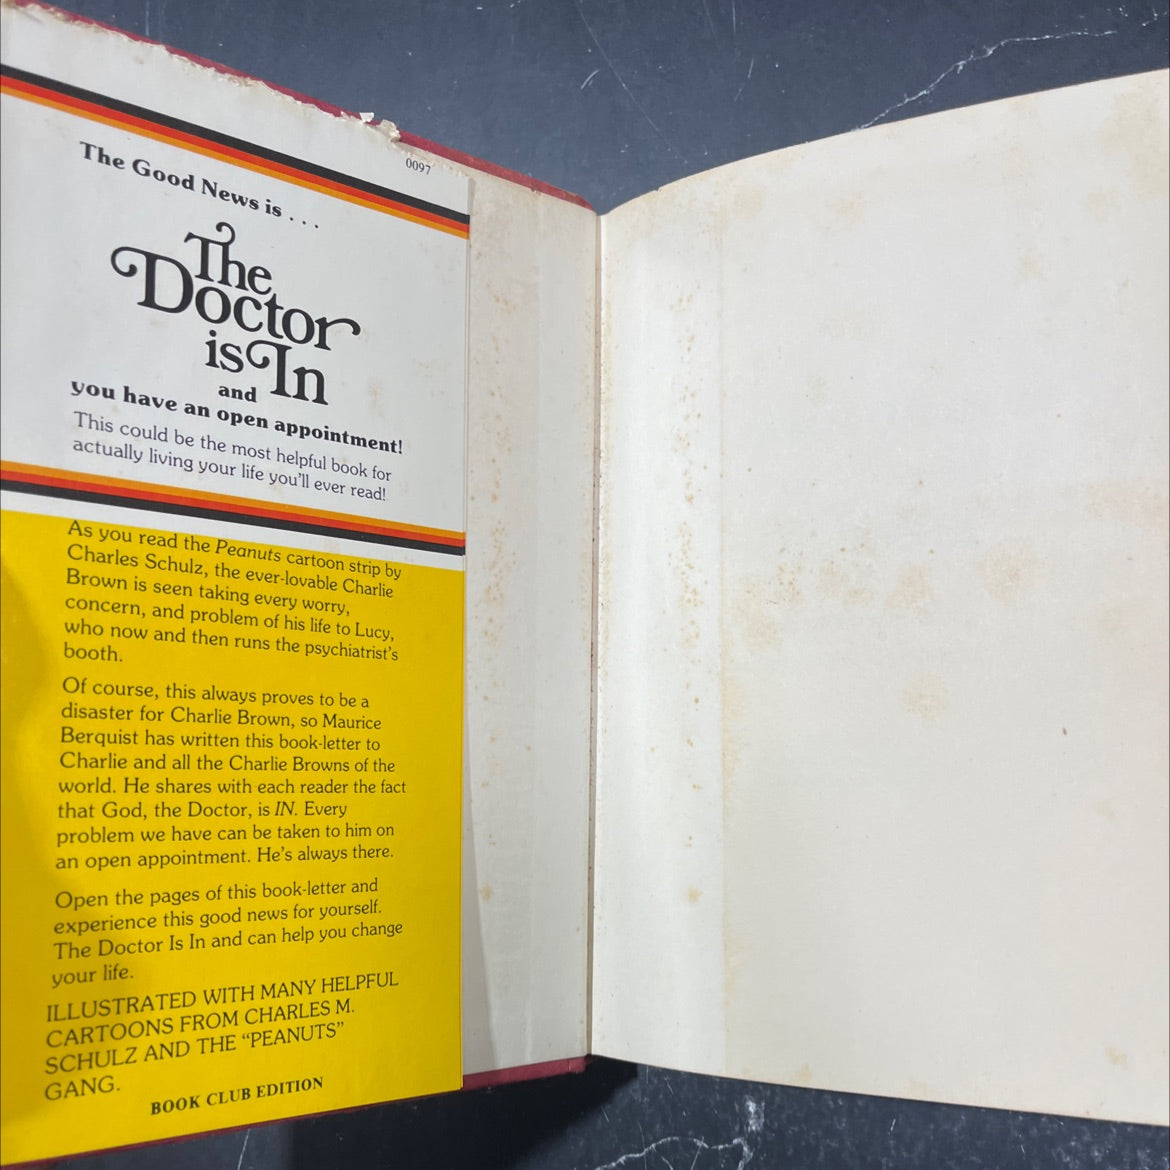 0097
The Good News is . . .
The
Doctor
is In
and
you have an open appointment!
This could be the most helpful book for
actually living your life you'll ever read!
As you read the Peanuts cartoon strip by
Charles Schulz, the ever-lovable Charlie
Brown is seen taking every worry,
concern, and problem of his life to Lucy,
who now and then runs the psychiatrist's
booth.
Of course, this always proves to be a
disaster for Charlie Brown, so Maurice
Berquist has written this book-letter to
Charlie and all the Charlie Browns of the
world. He shares with each reader the fact
that God, the Doctor, is IN. Every
problem we have can be taken to him on
an open appointment. He's always there.
Open the pages of this book-letter and
experience this good news for yourself.
The Doctor Is In and can help you change
your life.
ILLUSTRATED WITH MANY HELPFUL
CARTOONS FROM CHARLES M.
SCHULZ AND THE "PEANUTS"
GANG.
BOOK CLUB EDITION